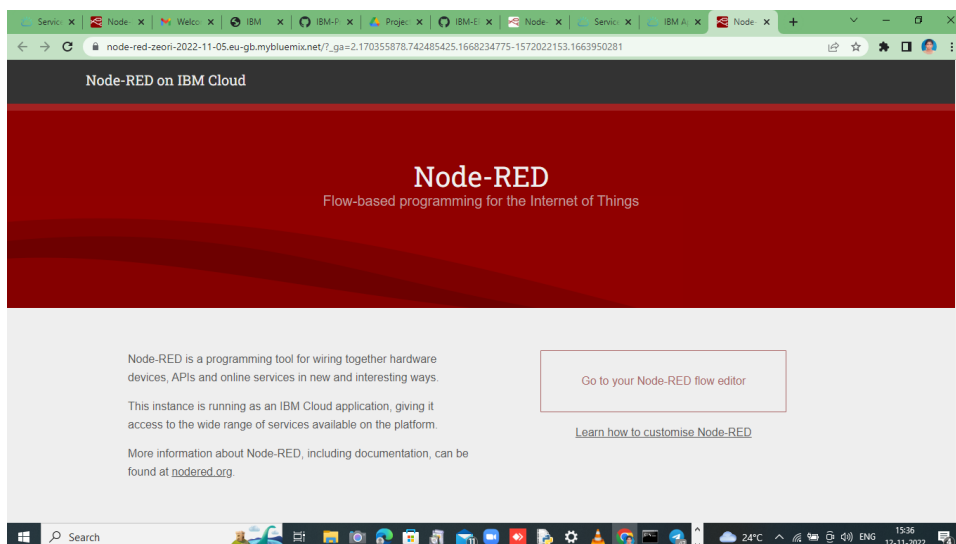 Servic
Node-
Welco
IBM
IBM-P
Projec
IBM-E
Node-
Servic
IBM A
Node-
node-red-zeori-2022-11-05.eu-gb.mybluemix.net/?_ga=2.170355878.742485425.1668234775-1572022153.1663950281
Node-RED on IBM Cloud
Node-RED
Flow-based programming for the Internet of Things
Node-RED is a programming tool for wiring together hardware
devices, APIs and online services in new and interesting ways.
This instance is running as an IBM Cloud application, giving it
access to the wide range of services available on the platform.
More information about Node-RED, including documentation, can be
found at nodered.org.
Go to your Node-RED flow editor
Learn how to customise Node-RED
Search
24°C
ENG
15:36
12-11-2022